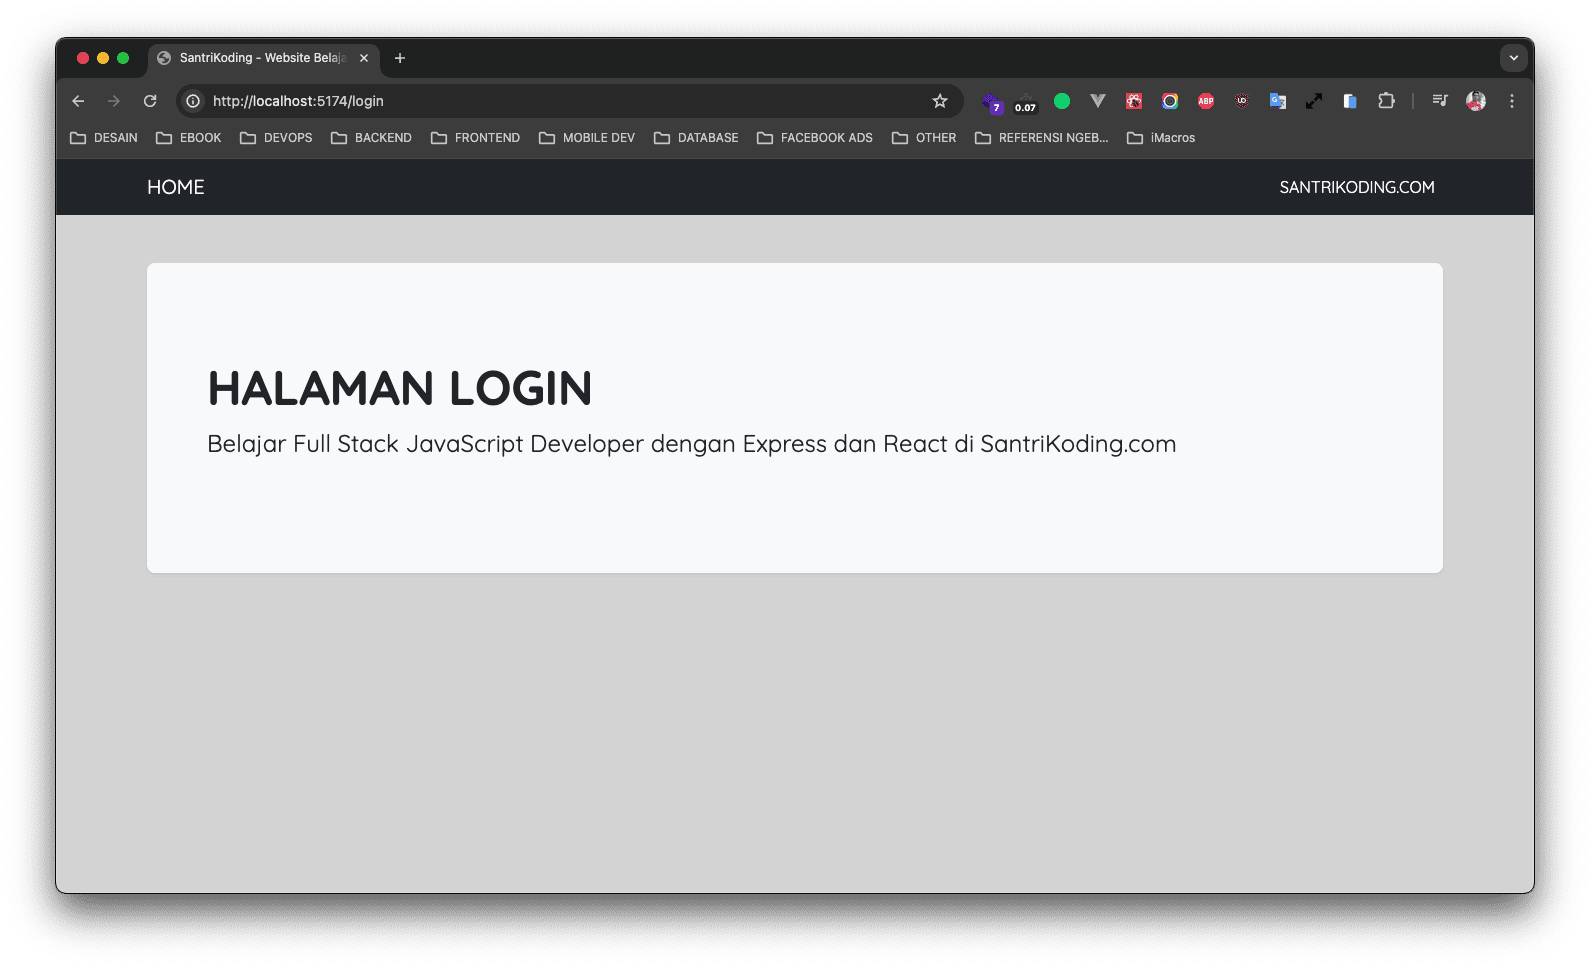 SantriKoding - Website Belaja
http://localhost:5174/login
7
0.07
ABP
DESAIN EBOOK DEVOPS BACKEND FRONTEND MOBILE DEV DATABASE FACEBOOK ADS OTHER REFERENSI NGEB... iMacros
HOME SANTRIKODING.COM
HALAMAN LOGIN
Belajar Full Stack JavaScript Developer dengan Express dan React di SantriKoding.com